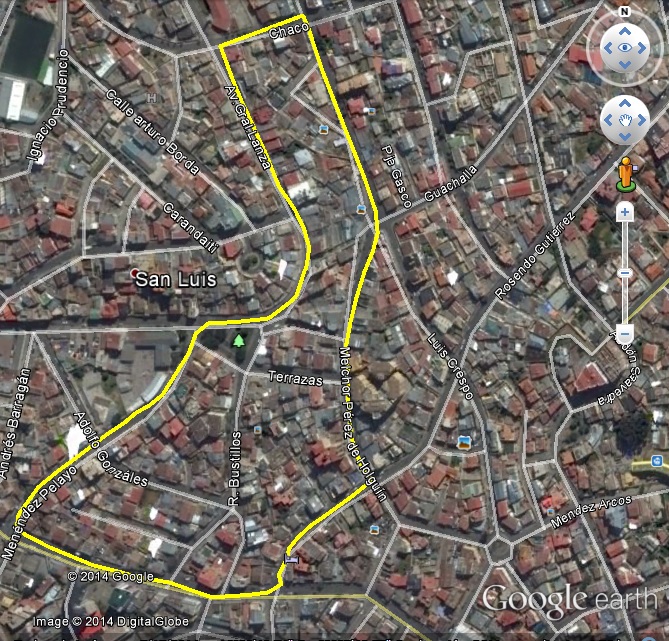 N
Chaco
Ignacio Prudencio
Calle arturo Borda
H
Av. Gral Lanza
Pje Gasco
Guachalla
Carandaiti
Rosendo Gutierrez
San Luis
Luis Crespo
Terrazas
Melchor Pérez de Holguín
Andrés Barragán
Adolfo Gonzáles
R. Bustillos
Menéndez Pelayo
Mendez Arcos
© 2014 Google
Google earth
Image © 2014 DigitalGlobe